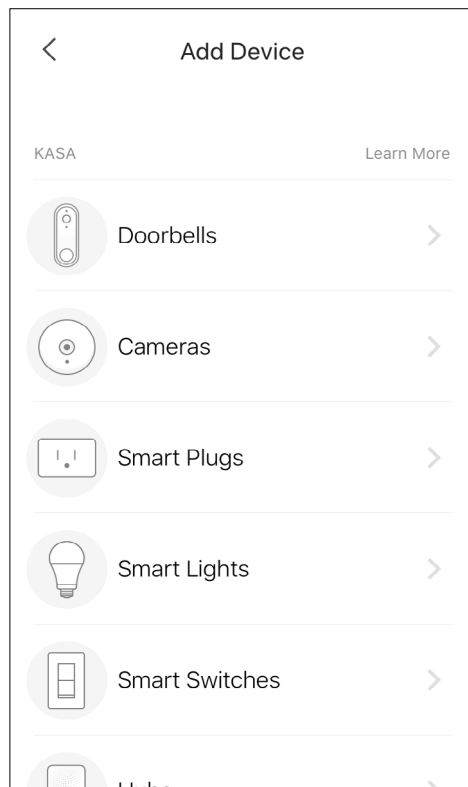 Add Device
KASA Learn More
Doorbells
Cameras
Smart Plugs
Smart Lights
Smart Switches